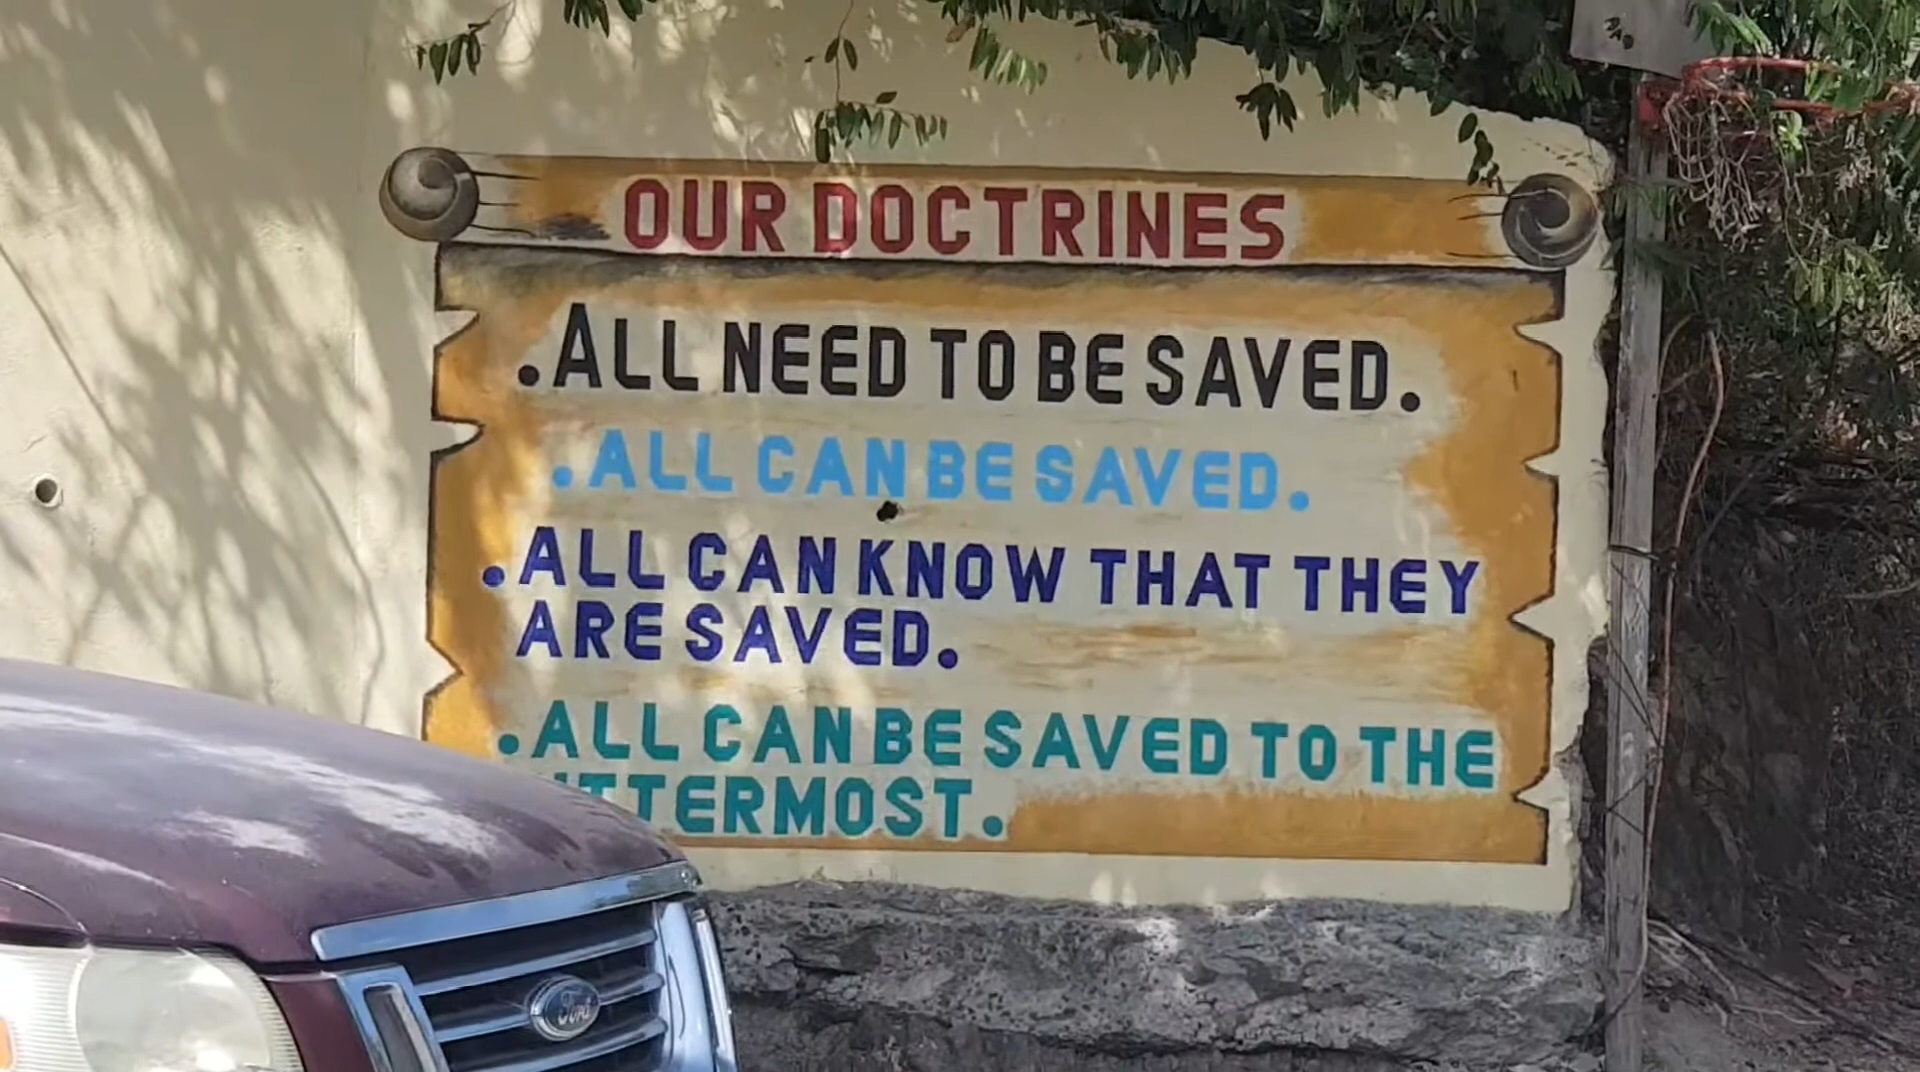 OUR DOCTRINES
.ALL NEED TO BE SAVED.
.ALL CAN BE SAVED.
.ALL CAN KNOW THAT THEY
ARE SAVED.
.ALL CAN BE SAVED TO THE
UTTERMOST.
Ford